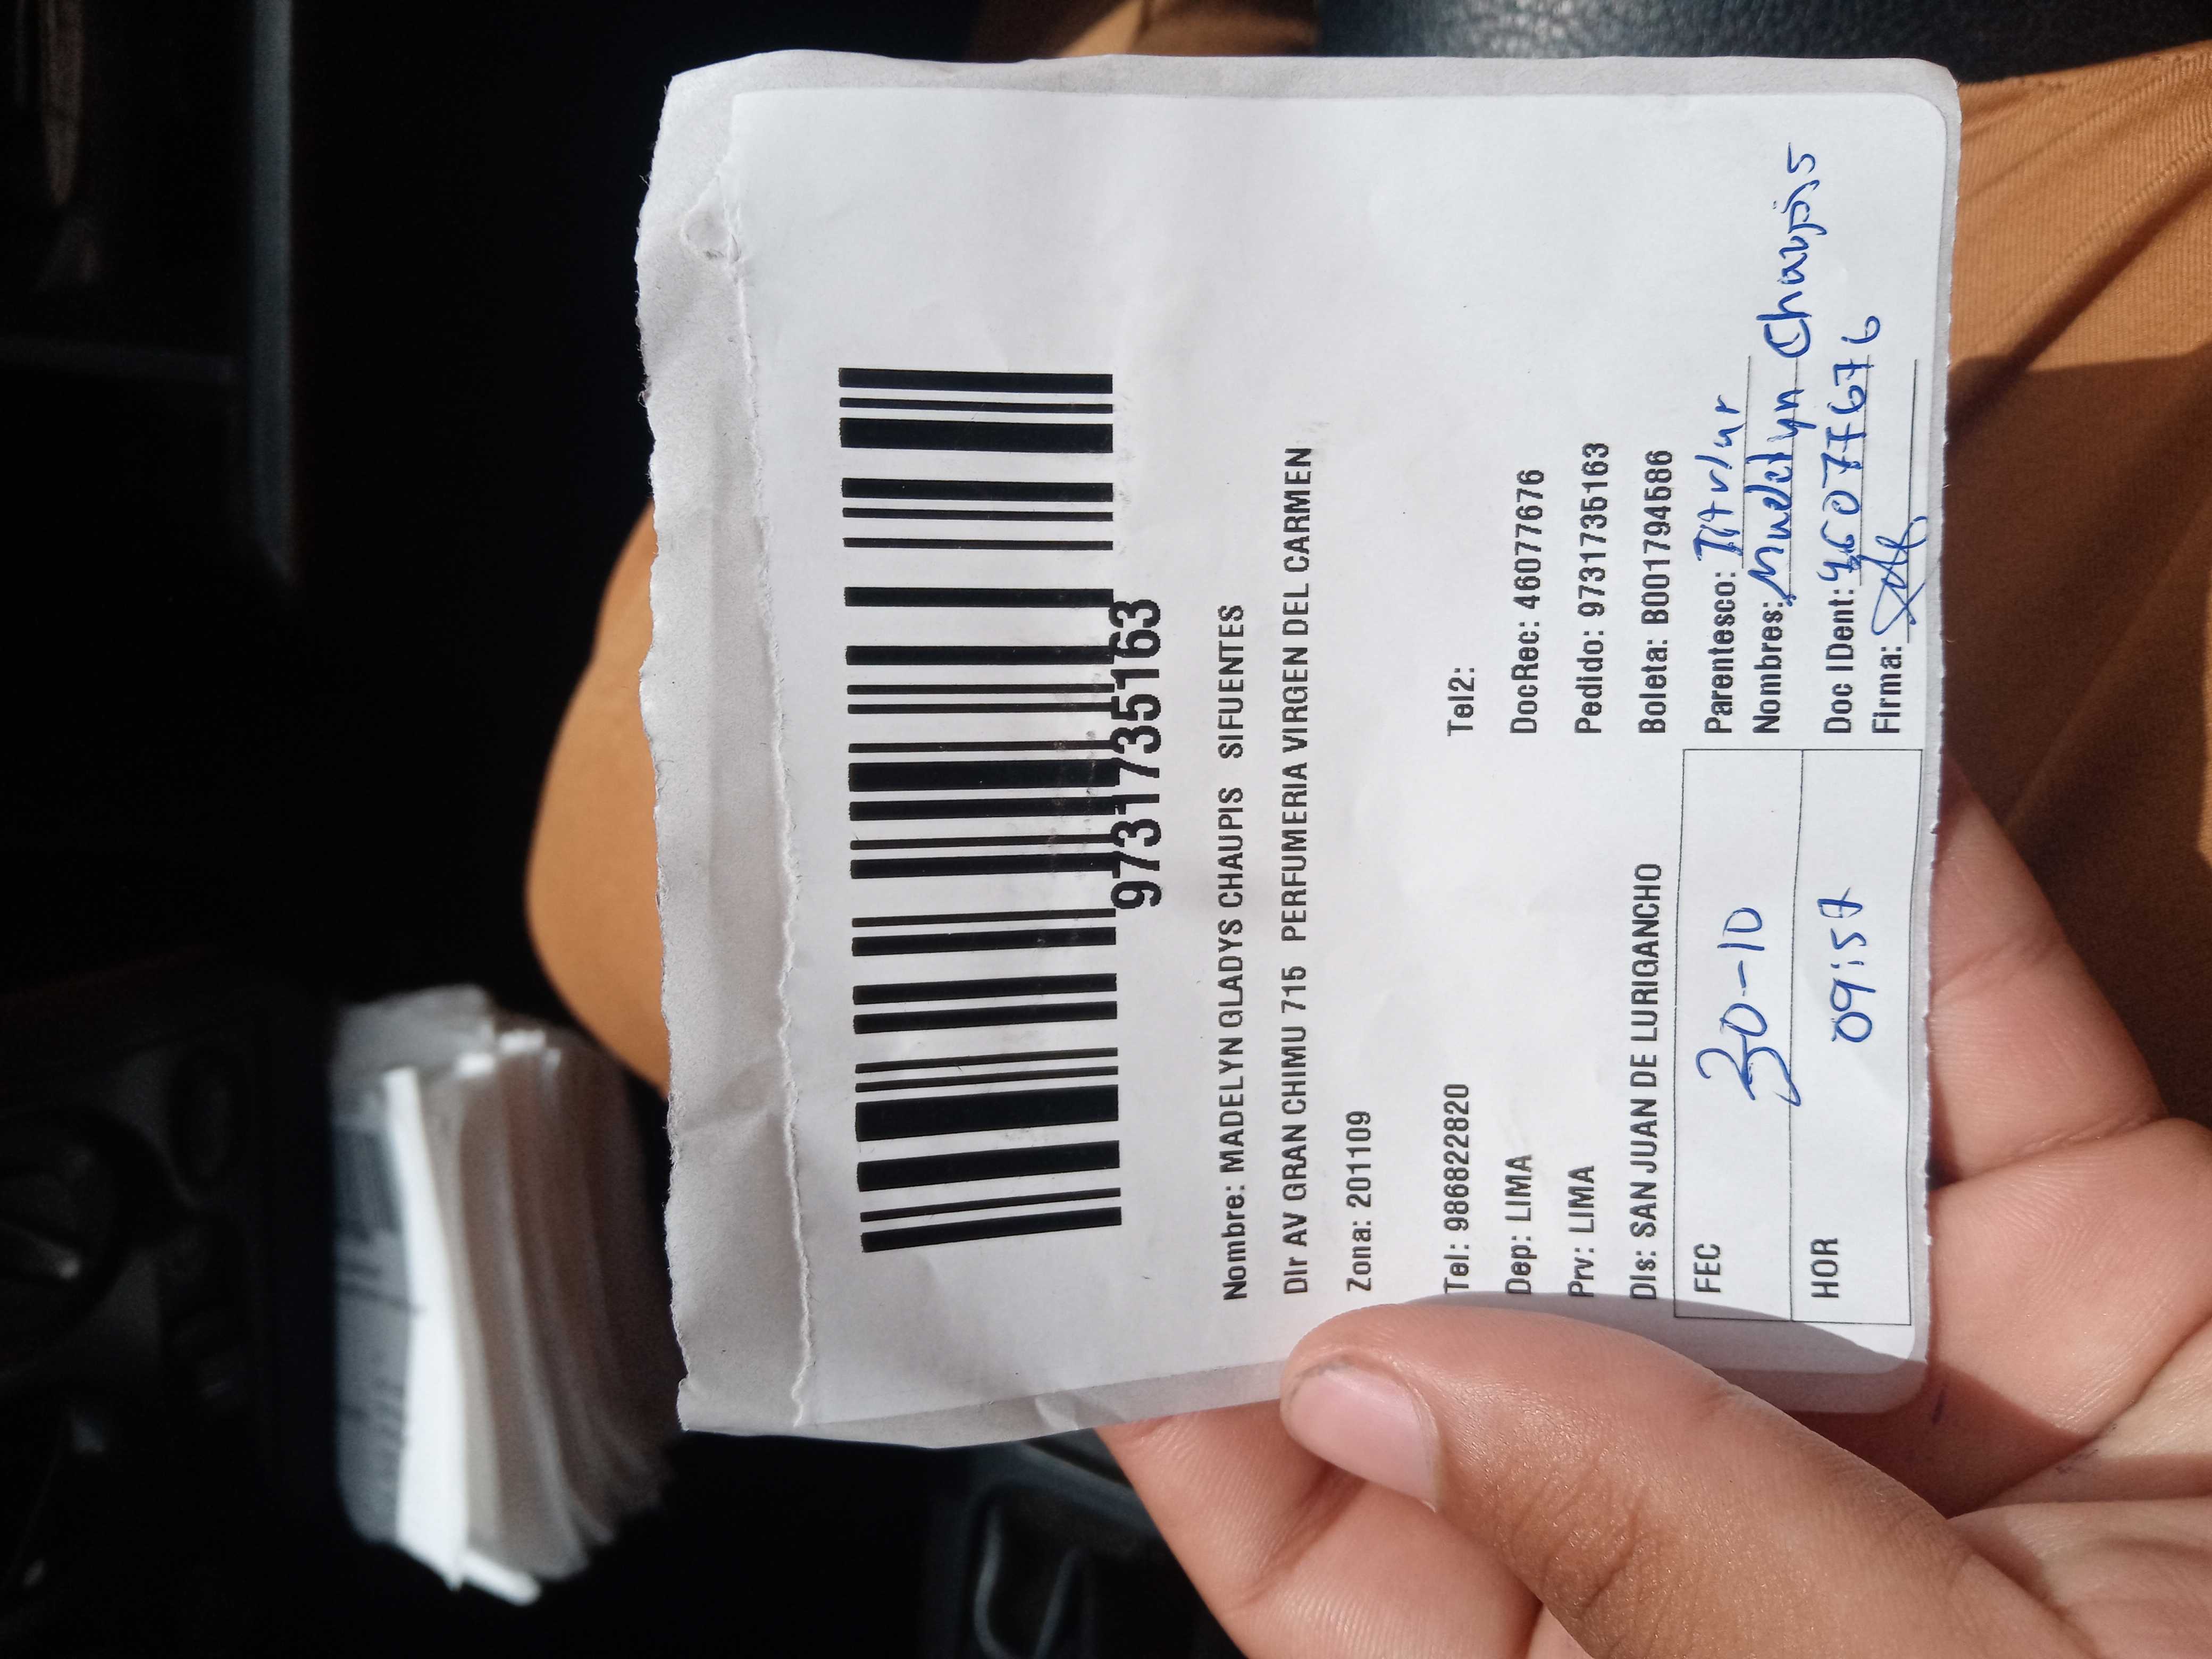 9731735163
Nombre: MADELYN GLADYS CHAUPIS SIFUENTES
DIr AV GRAN CHIMU 715 PERFUMERIA VIRGEN DEL CARMEN
Zona: 201109
Tel: 986822820 Tel2:
Dep: LIMA DocRec: 46077676
Prv: LIMA Pedido: 9731735163
DIs: SAN JUAN DE LURIGANCHO Boleta: B001794586
FEC 30-10 Parentesco: Titular
Nombres: Madelyn Chaupis
HOR 09:57 Doc IDent: 46077676
Firma: